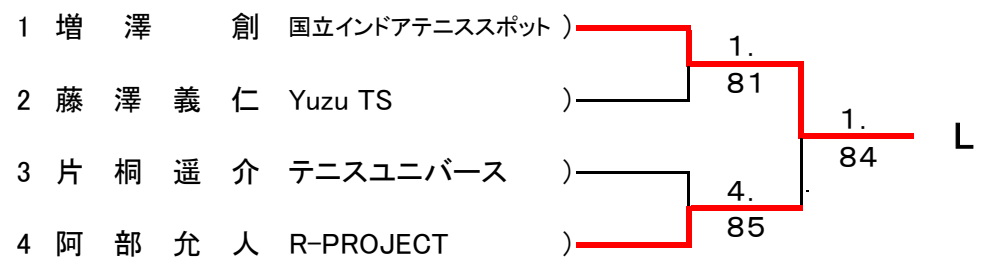 1 増 澤 創 国立インドアテニススポット )
1.
81
2 藤 澤 義 仁 Yuzu TS )
1.
84
L
3 片 桐 遥 介 テニスユニバース )
4.
85
4 阿 部 允 人 R-PROJECT )